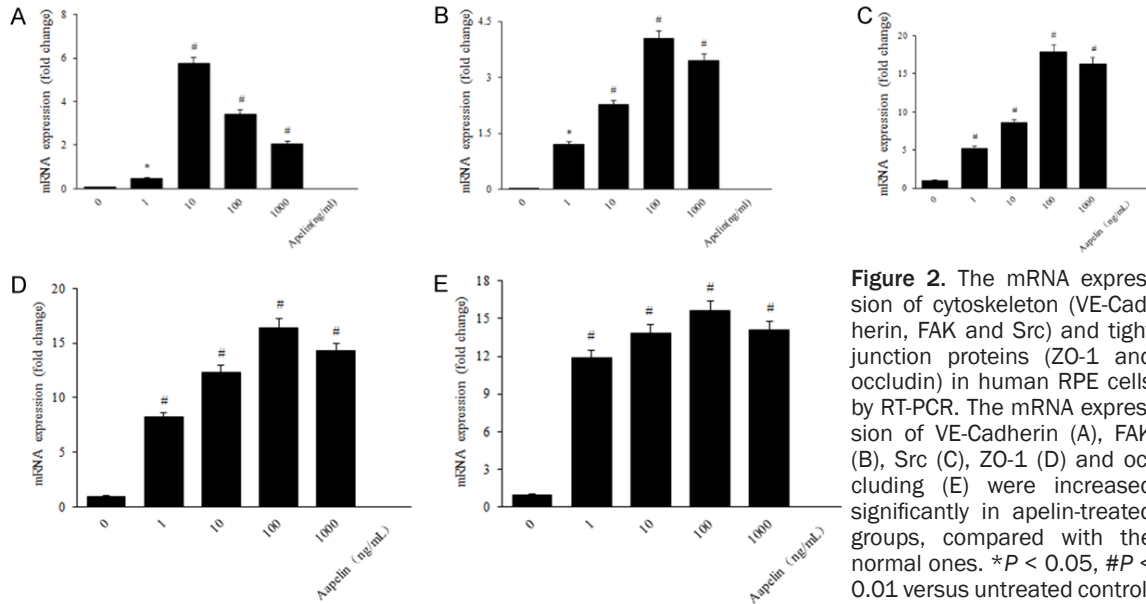 A
mRNA expression (fold change)
8
6
4
2
0
*
#
#
#
0
1
10
100
1000
Apelin(ng/ml)
B
mRNA expression (fold change)
4.5
3
1.5
0
*
#
#
#
0
1
10
100
1000
Apelin(ng/ml)
C
mRNA expression (fold change)
20
15
10
5
0
#
#
#
#
0
1
10
100
1000
Aapelin (ng/mL)
D
mRNA expression (fold change)
20
15
10
5
0
#
#
#
#
0
1
10
100
1000
Aapelin (ng/mL)
E
mRNA expression (fold change)
18
15
12
9
6
3
0
#
#
#
#
0
1
10
100
1000
Aapelin (ng/mL)
Figure 2. The mRNA expres
sion of cytoskeleton (VE-Cad
herin, FAK and Src) and tight
junction proteins (ZO-1 and
occludin) in human RPE cells
by RT-PCR. The mRNA expres
sion of VE-Cadherin (A), FAK
(B), Src (C), ZO-1 (D) and oc
cluding (E) were increased
significantly in apelin-treated
groups, compared with the
normal ones. *P < 0.05, #P <
0.01 versus untreated control